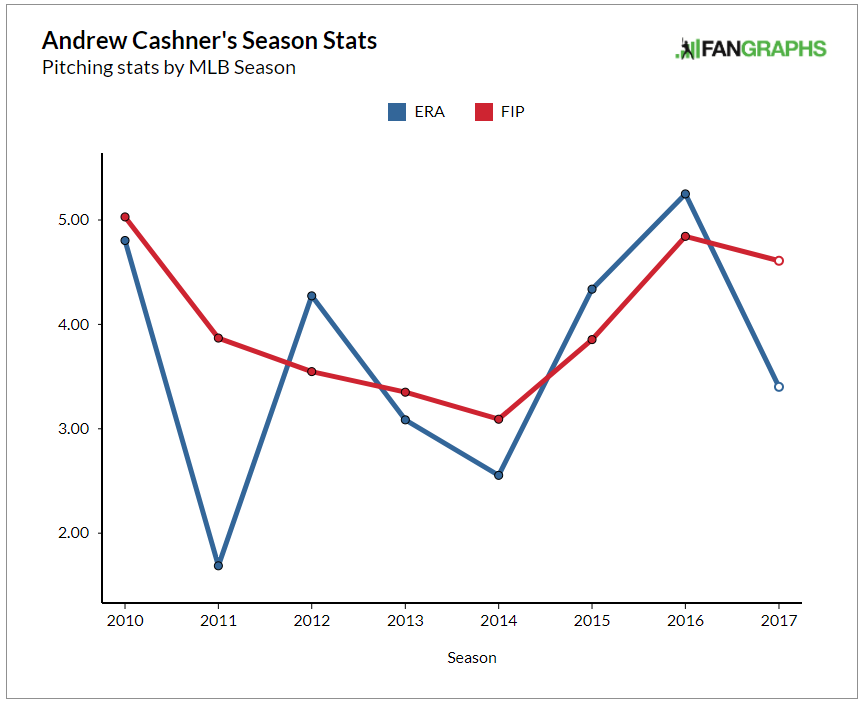 Andrew Cashner's Season Stats
Pitching stats by MLB Season
FANGRAPHS
ERA
FIP
5.00
4.00
3.00
2.00
2010 2011 2012 2013 2014 2015 2016 2017
Season